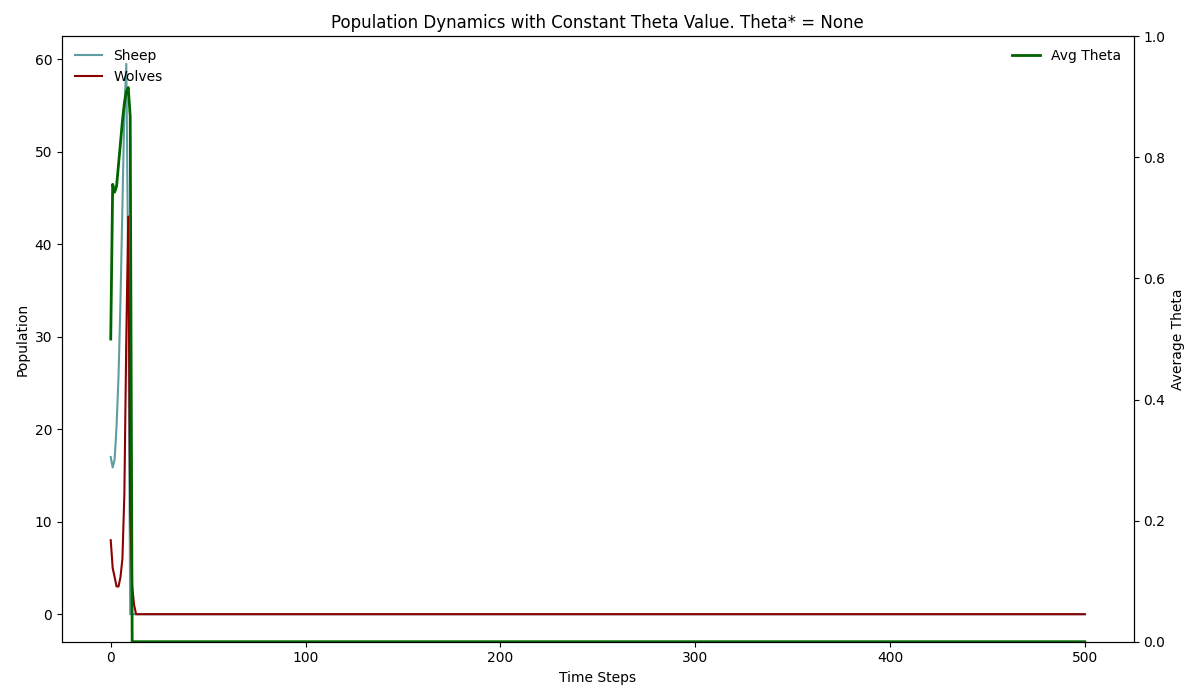 Population Dynamics with Constant Theta Value. Theta* = None
Sheep
Wolves
Avg Theta
60
50
40
30
20
10
0
Population
1.0
0.8
0.6
0.4
0.2
0.0
Average Theta
0 100 200 300 400 500
Time Steps